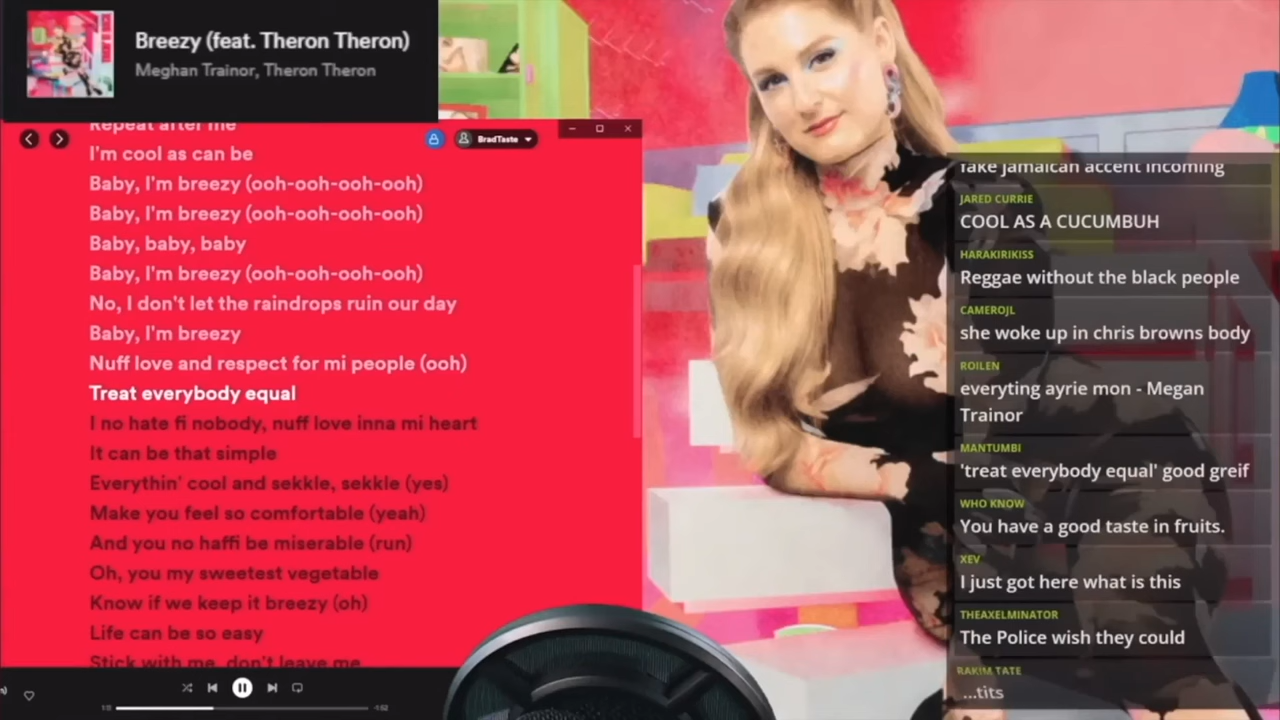 Breezy (feat. Theron Theron)
Meghan Trainor, Theron Theron
BradTaste
Repeat after me
I'm cool as can be
Baby, I'm breezy (ooh-ooh-ooh-ooh)
Baby, I'm breezy (ooh-ooh-ooh-ooh)
Baby, baby, baby
Baby, I'm breezy (ooh-ooh-ooh-ooh)
No, I don't let the raindrops ruin our day
Baby, I'm breezy
Nuff love and respect for mi people (ooh)
Treat everybody equal
I no hate fi nobody, nuff love inna mi heart
It can be that simple
Everythin' cool and sekkle, sekkle (yes)
Make you feel so comfortable (yeah)
And you no haffi be miserable (run)
Oh, you my sweetest vegetable
Know if we keep it breezy (oh)
Life can be so easy
Stick with me, don't leave me
fake jamaican accent incoming
JARED CURRIE
COOL AS A CUCUMBUH
HARAKIRIKISS
Reggae without the black people
CAMEROJL
she woke up in chris browns body
ROILEN
everyting ayrie mon - Megan
Trainor
MANTUMBI
'treat everybody equal' good greif
WHO KNOW
You have a good taste in fruits.
XEV
I just got here what is this
THEAXELMINATOR
The Police wish they could
RAKIM TATE
...tits